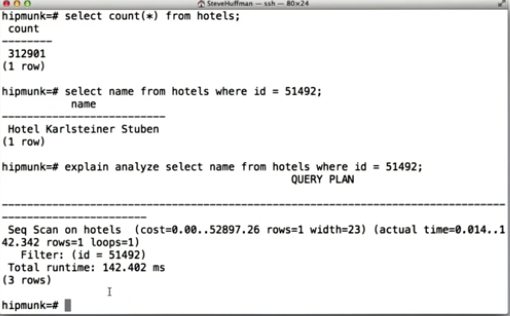 SteveHuffman — ssh — 80×24
hipmunk=# select count(*) from hotels;
count
--------
312901
(1 row)
hipmunk=# select name from hotels where id = 51492;
name
--------------------------
Hotel Karlsteiner Stuben
(1 row)
hipmunk=# explain analyze select name from hotels where id = 51492;
QUERY PLAN
--------------------------------------------------------------------------------
-----------------------
Seq Scan on hotels  (cost=0.00..52897.26 rows=1 width=23) (actual time=0.014..1
42.342 rows=1 loops=1)
Filter: (id = 51492)
Total runtime: 142.402 ms
(3 rows)
hipmunk=#